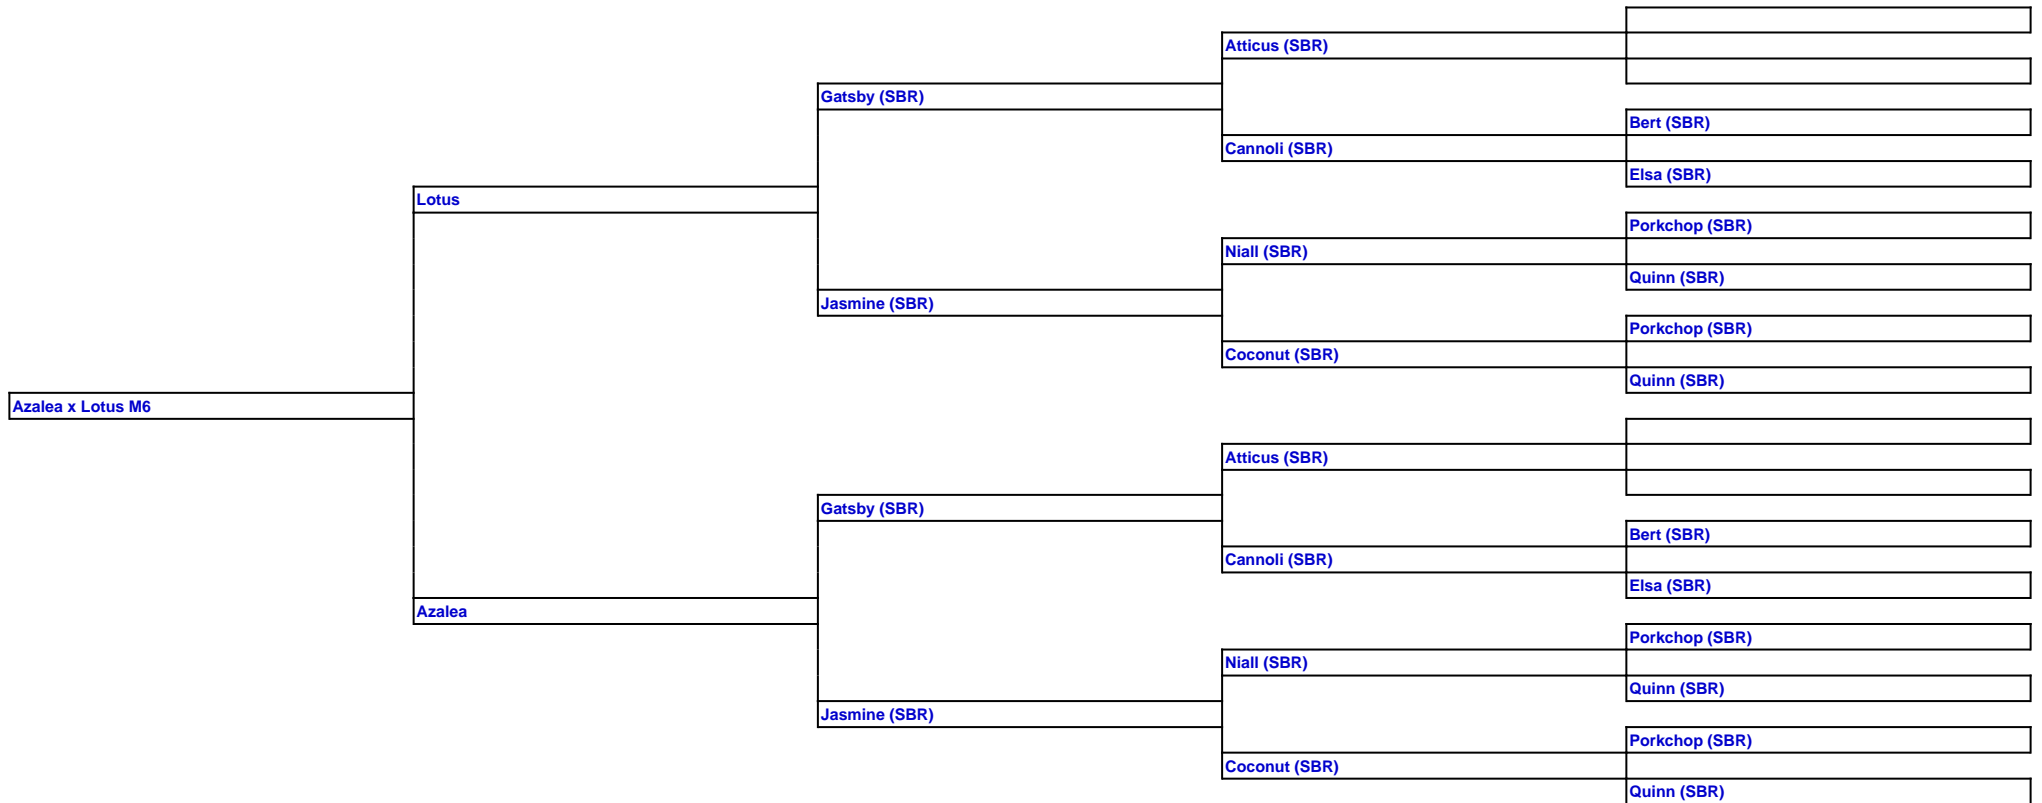 Atticus (SBR)
Gatsby (SBR)
Bert (SBR)
Cannoli (SBR)
Elsa (SBR)
Lotus
Porkchop (SBR)
Niall (SBR)
Quinn (SBR)
Jasmine (SBR)
Porkchop (SBR)
Coconut (SBR)
Quinn (SBR)
Azalea x Lotus M6
Atticus (SBR)
Gatsby (SBR)
Bert (SBR)
Cannoli (SBR)
Elsa (SBR)
Azalea
Porkchop (SBR)
Niall (SBR)
Quinn (SBR)
Jasmine (SBR)
Porkchop (SBR)
Coconut (SBR)
Quinn (SBR)